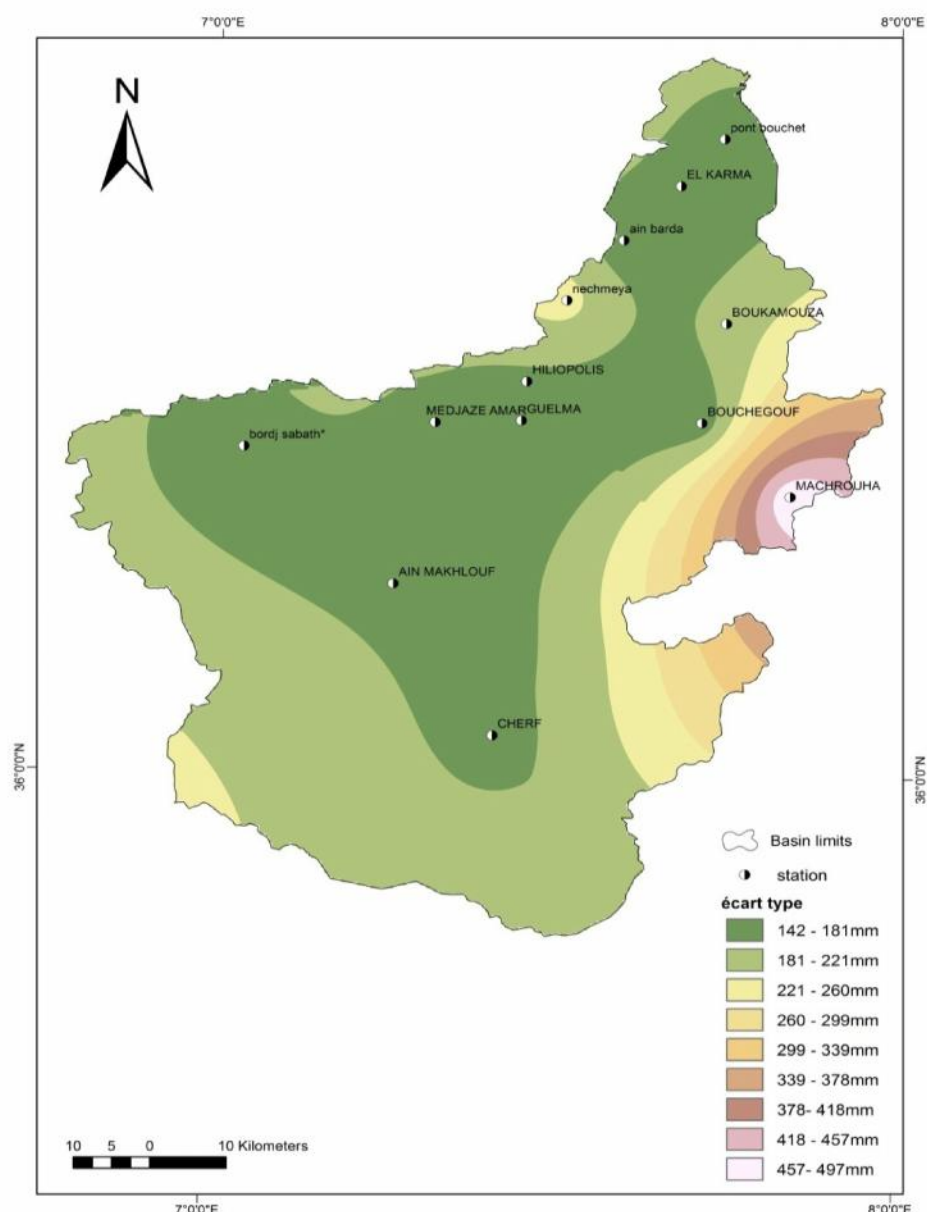 7°0'0"E 8°0'0"E
N
pont bouchet
EL KARMA
ain barda
nechmeya
BOUKAMOUZA
HILIOPOLIS
MEDJAZE AMAR GUELMA
BOUCHEGOUF
bordj sabath*
MACHROUHA
AIN MAKHLOUF
CHERF
36°0'0"N 36°0'0"N
Basin limits
station
écart type
142 - 181mm
181 - 221mm
221 - 260mm
260 - 299mm
299 - 339mm
339 - 378mm
378- 418mm
418 - 457mm
457- 497mm
10 5 0 10 Kilometers
7°0'0"E 8°0'0"E